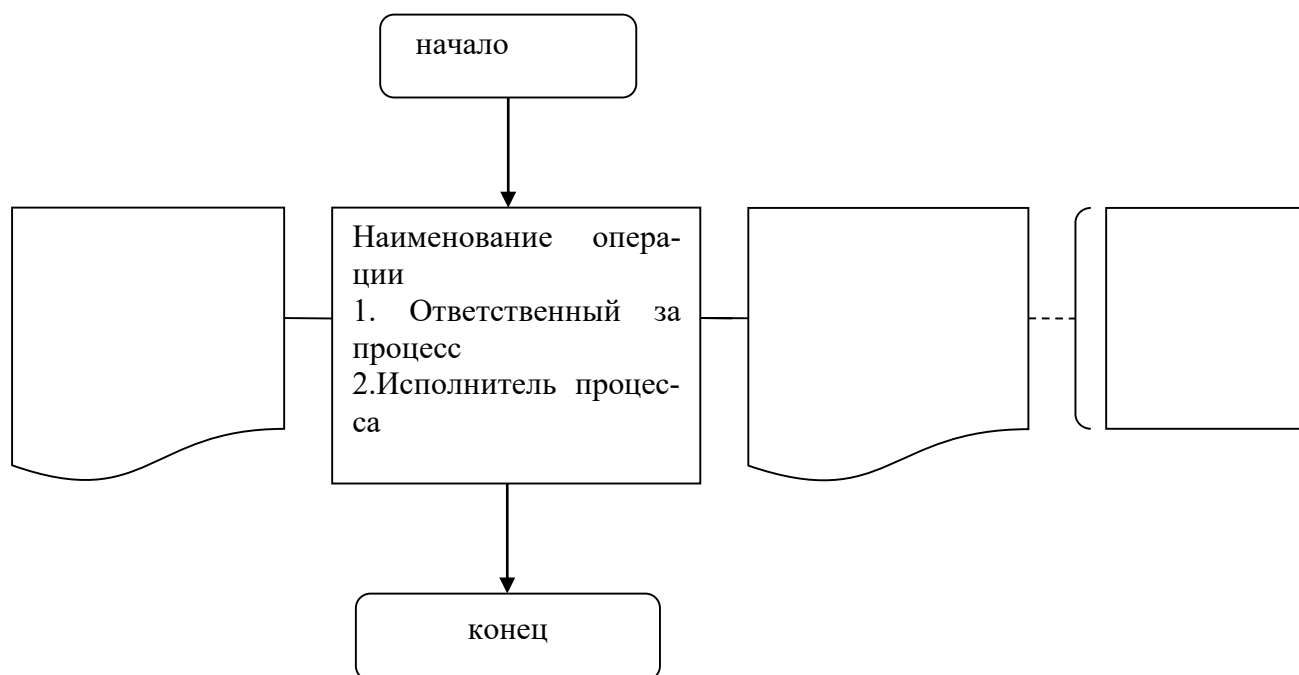 начало
Наименование опера-
ции
1. Ответственный за
процесс
2.Исполнитель процес-
са
конец